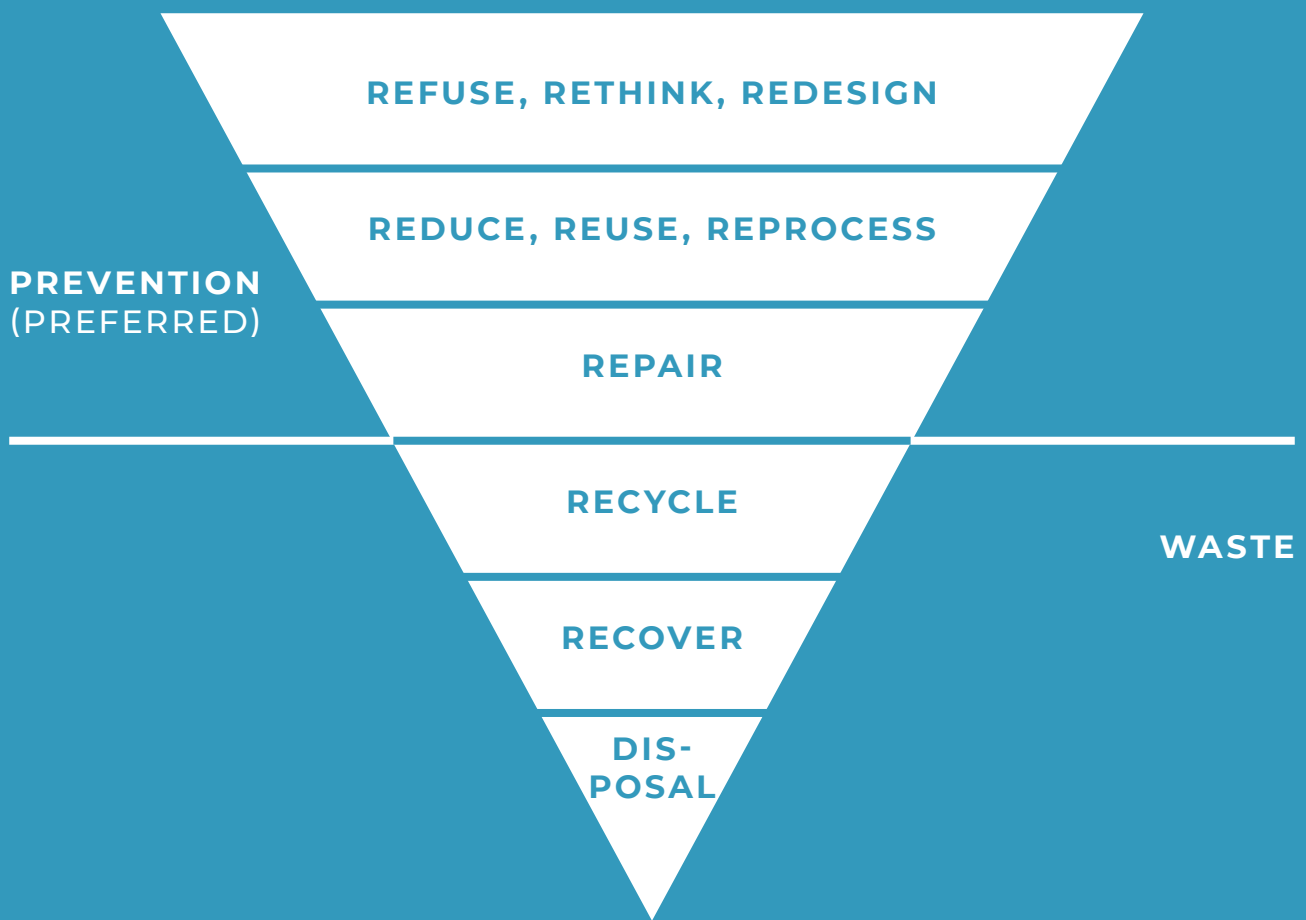 REFUSE, RETHINK, REDESIGN
REDUCE, REUSE, REPROCESS
PREVENTION
(PREFERRED)
REPAIR
RECYCLE
WASTE
RECOVER
DIS-
POSAL